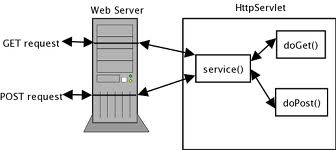 Web Server
HttpServlet
GET request
doGet()
service()
POST request
doPost()